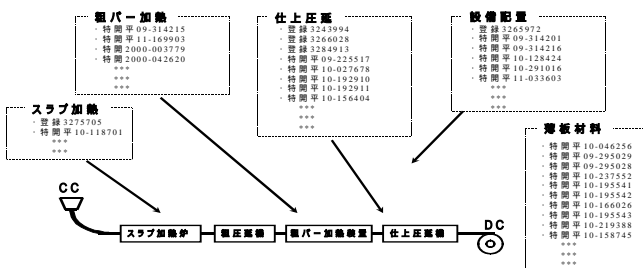 粗バー加熱
・特開平09-314215
・特開平11-169903
・特開2000-003779
・特開2000-042620
***
***
***
仕上圧延
・登録3243994
・登録3266028
・登録3284913
・特開平09-225517
・特開平10-027678
・特開平10-192910
・特開平10-192911
・特開平10-156404
***
***
***
設備配置
・登録3265972
・特開平09-314201
・特開平09-314216
・特開平10-128424
・特開平10-291016
・特開平11-033603
***
***
***
スラブ加熱
・登録3275705
・特開平10-118701
***
***
薄板材料
・特開平10-046256
・特開平09-295029
・特開平09-295028
・特開平10-237552
・特開平10-195541
・特開平10-195542
・特開平10-166026
・特開平10-195543
・特開平10-219388
・特開平10-158745
***
***
***
CC
スラブ加熱炉
粗圧延機
粗バー加熱装置
仕上圧延機
DC